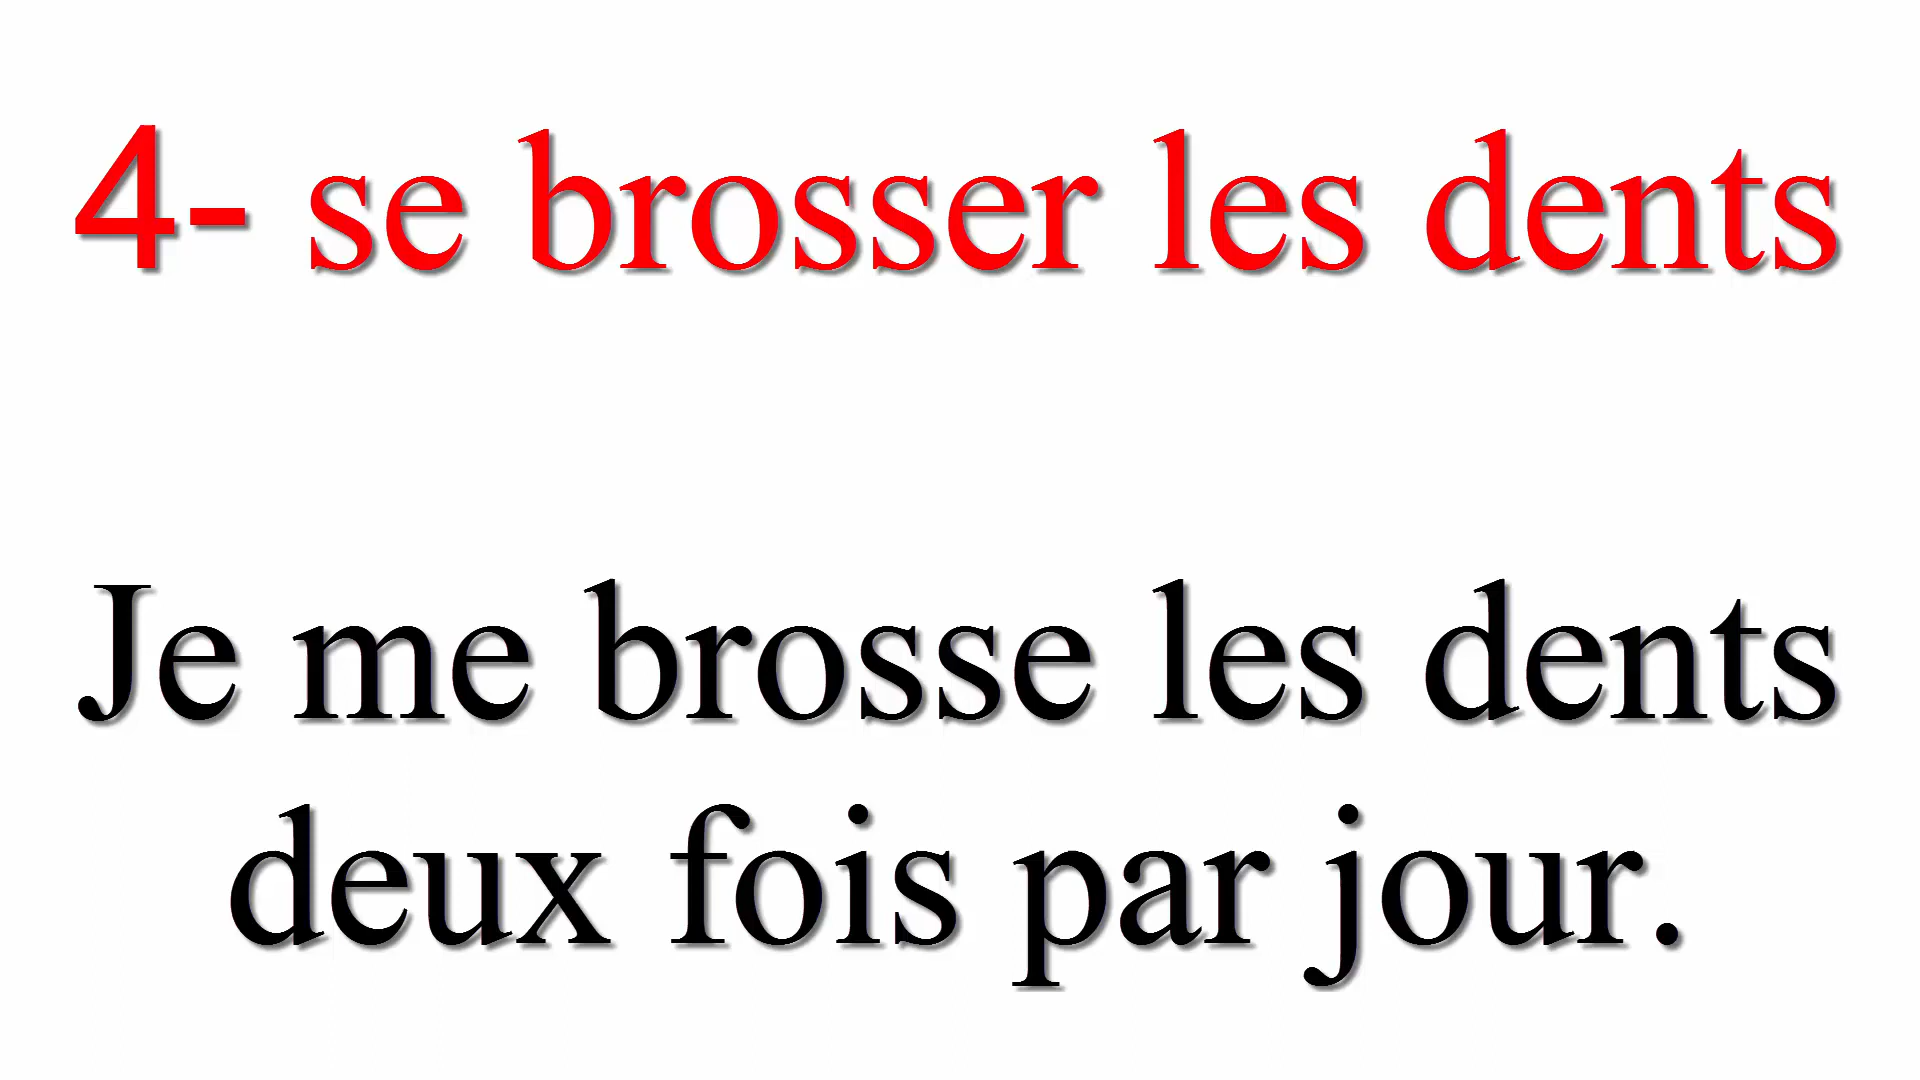 4- se brosser les dents
Je me brosse les dents
deux fois par jour.